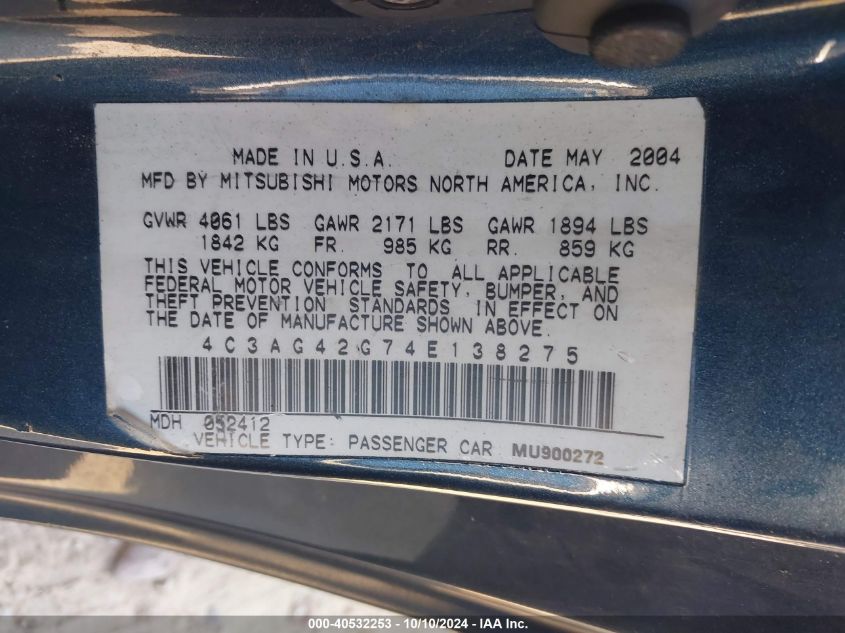 MADE IN U.S.A. DATE MAY 2004
MFD BY MITSUBISHI MOTORS NORTH AMERICA, INC.
GVWR 4061 LBS GAWR 2171 LBS GAWR 1894 LBS
1842 KG FR. 985 KG RR. 859 KG
THIS VEHICLE CONFORMS TO ALL APPLICABLE
FEDERAL MOTOR VEHICLE SAFETY, BUMPER, AND
THEFT PREVENTION STANDARDS IN EFFECT ON
THE DATE OF MANUFACTURE SHOWN ABOVE.
4C3AG42G74E138275
MDH 052412
VEHICLE TYPE: PASSENGER CAR MU900272
000-40532253 - 10/10/2024 - IAA Inc.